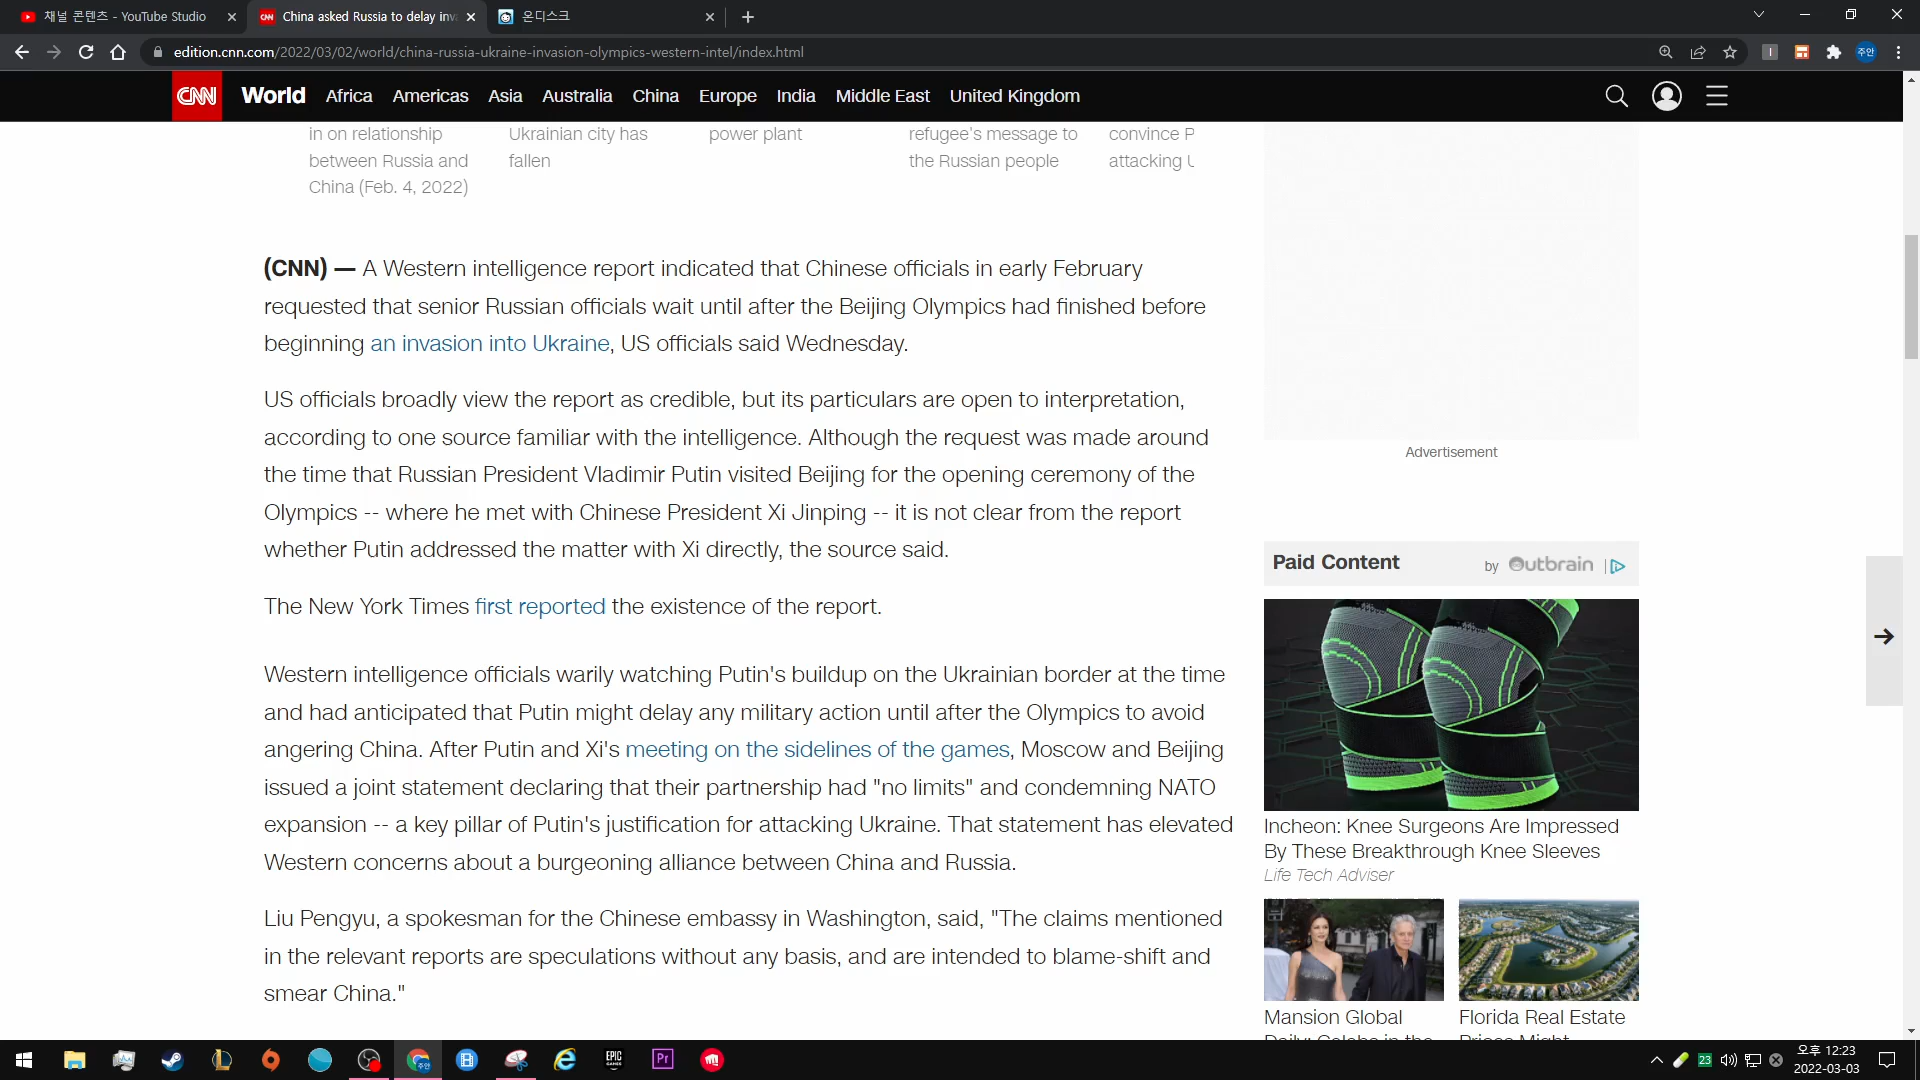 채널 콘텐츠 - YouTube Studio
China asked Russia to delay inv
온디스크
edition.cnn.com/2022/03/02/world/china-russia-ukraine-invasion-olympics-western-intel/index.html
주안
CNN World Africa Americas Asia Australia China Europe India Middle East United Kingdom
in on relationship
between Russia and
China (Feb. 4, 2022)
Ukrainian city has
fallen
power plant
refugee's message to
the Russian people
convince P
attacking U
(CNN) — A Western intelligence report indicated that Chinese officials in early February
requested that senior Russian officials wait until after the Beijing Olympics had finished before
beginning an invasion into Ukraine, US officials said Wednesday.
US officials broadly view the report as credible, but its particulars are open to interpretation,
according to one source familiar with the intelligence. Although the request was made around
the time that Russian President Vladimir Putin visited Beijing for the opening ceremony of the
Olympics -- where he met with Chinese President Xi Jinping -- it is not clear from the report
whether Putin addressed the matter with Xi directly, the source said.
The New York Times first reported the existence of the report.
Western intelligence officials warily watching Putin's buildup on the Ukrainian border at the time
and had anticipated that Putin might delay any military action until after the Olympics to avoid
angering China. After Putin and Xi's meeting on the sidelines of the games, Moscow and Beijing
issued a joint statement declaring that their partnership had "no limits" and condemning NATO
expansion -- a key pillar of Putin's justification for attacking Ukraine. That statement has elevated
Western concerns about a burgeoning alliance between China and Russia.
Liu Pengyu, a spokesman for the Chinese embassy in Washington, said, "The claims mentioned
in the relevant reports are speculations without any basis, and are intended to blame-shift and
smear China."
Advertisement
Paid Content
by Outbrain
Incheon: Knee Surgeons Are Impressed
By These Breakthrough Knee Sleeves
Life Tech Adviser
Mansion Global
Daily: Celebs in the
Florida Real Estate
Prices Might
EPIC
GAMES
Pr
23
오후 12:23
2022-03-03